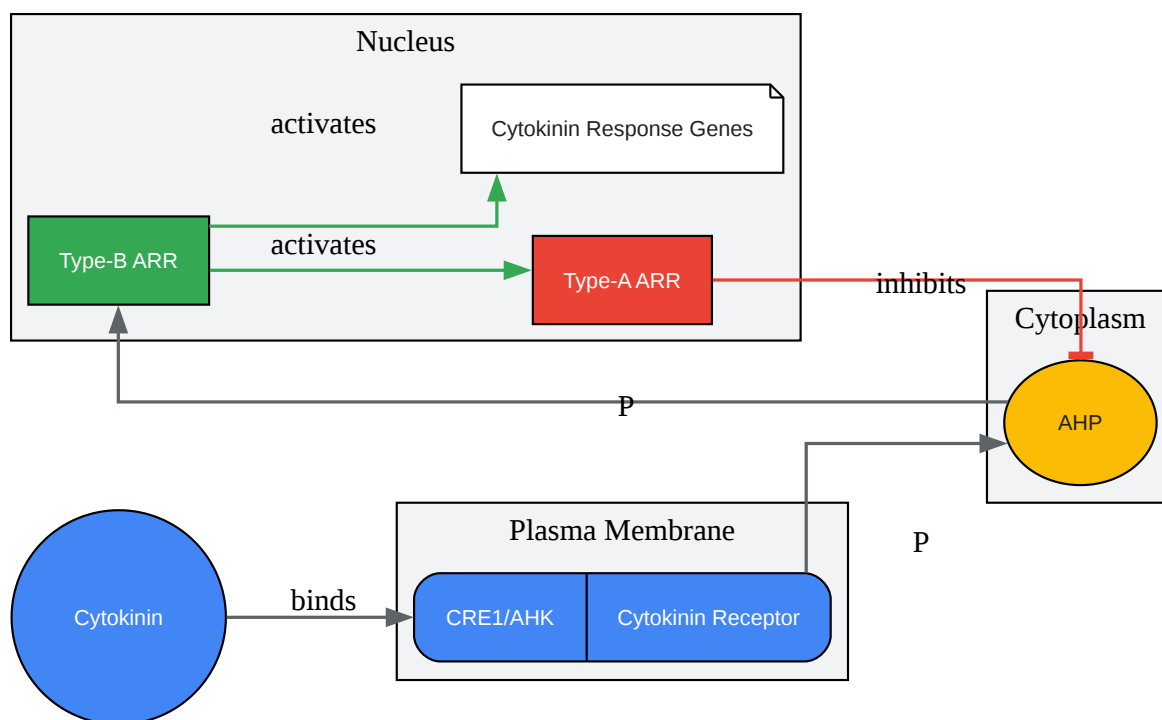 Nucleus
activates
Cytokinin Response Genes
Type-B ARR
activates
Type-A ARR
inhibits
Cytoplasm
P
AHP
Plasma Membrane
P
Cytokinin
binds
CRE1/AHK
Cytokinin Receptor